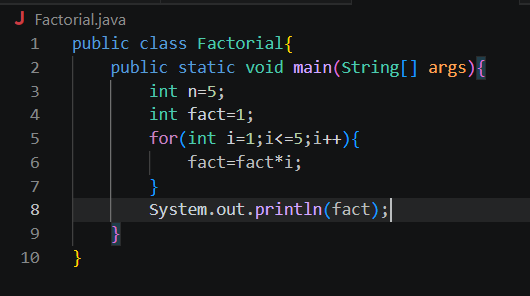 J Factorial.java
1 public class Factorial{
2     public static void main(String[] args){
3         int n=5;
4         int fact=1;
5         for(int i=1;i<=5;i++){
6             fact=fact*i;
7         }
8         System.out.println(fact);
9     }
10 }